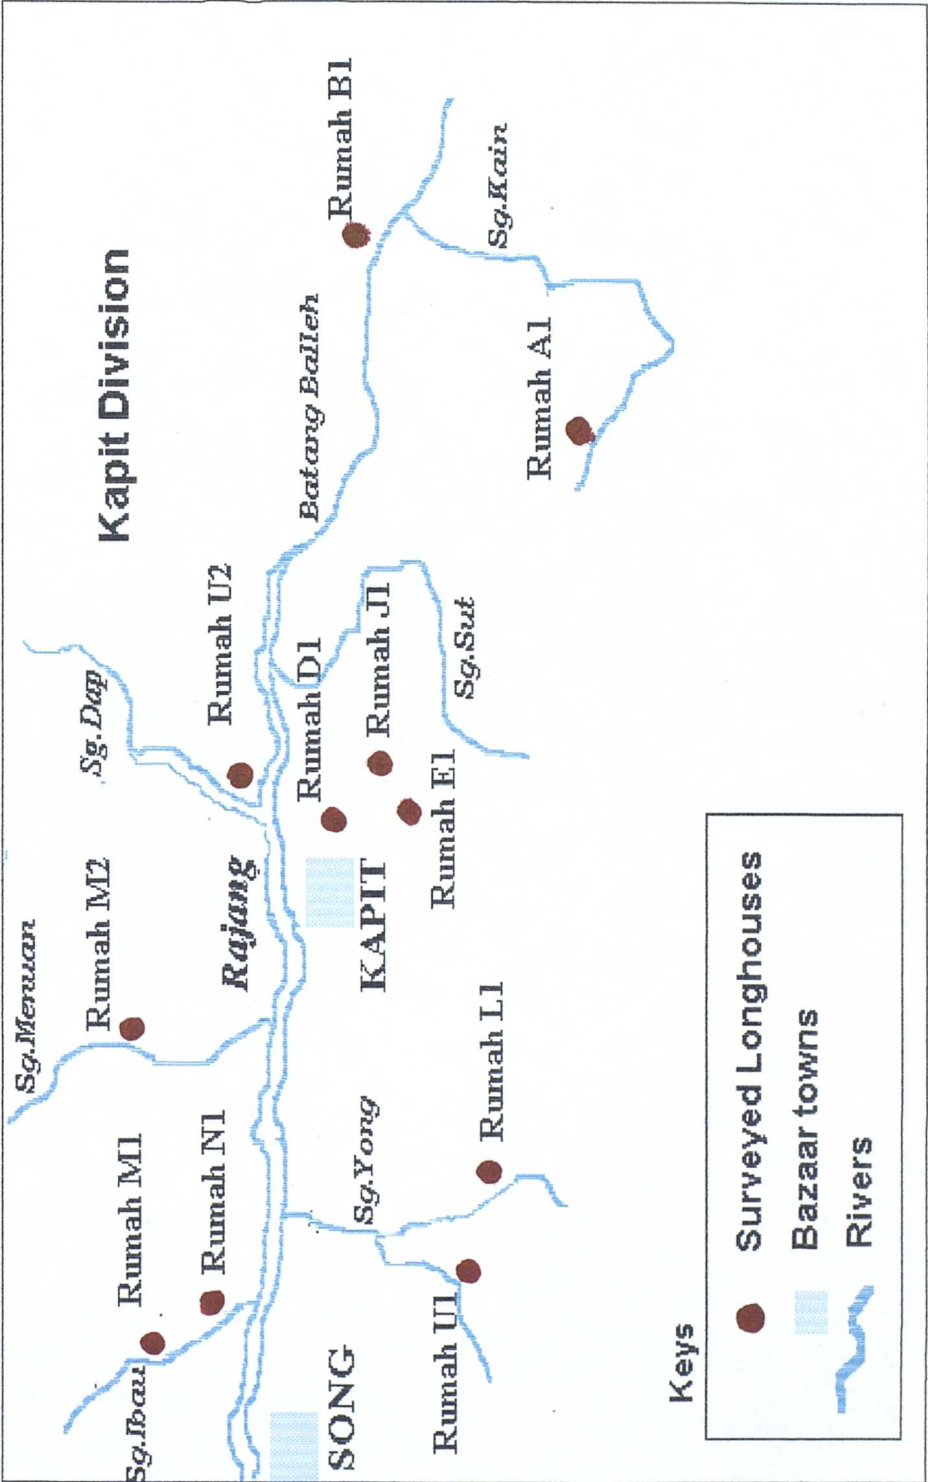 Kapit Division
Sg.Meruan
Sg. Dap
Rumah M2
Rumah U2
Rumah B1
Rumah M1
Rumah N1
Rajang
Batang Balleh
Sg.Ibau
Rumah D1
Sg.Kain
SONG
Sg.Yong
KAPIT
Rumah J1
Rumah E1
Sg.Sut
Rumah A1
Rumah U1
Rumah L1
Keys
Surveyed Longhouses
Bazaar towns
Rivers